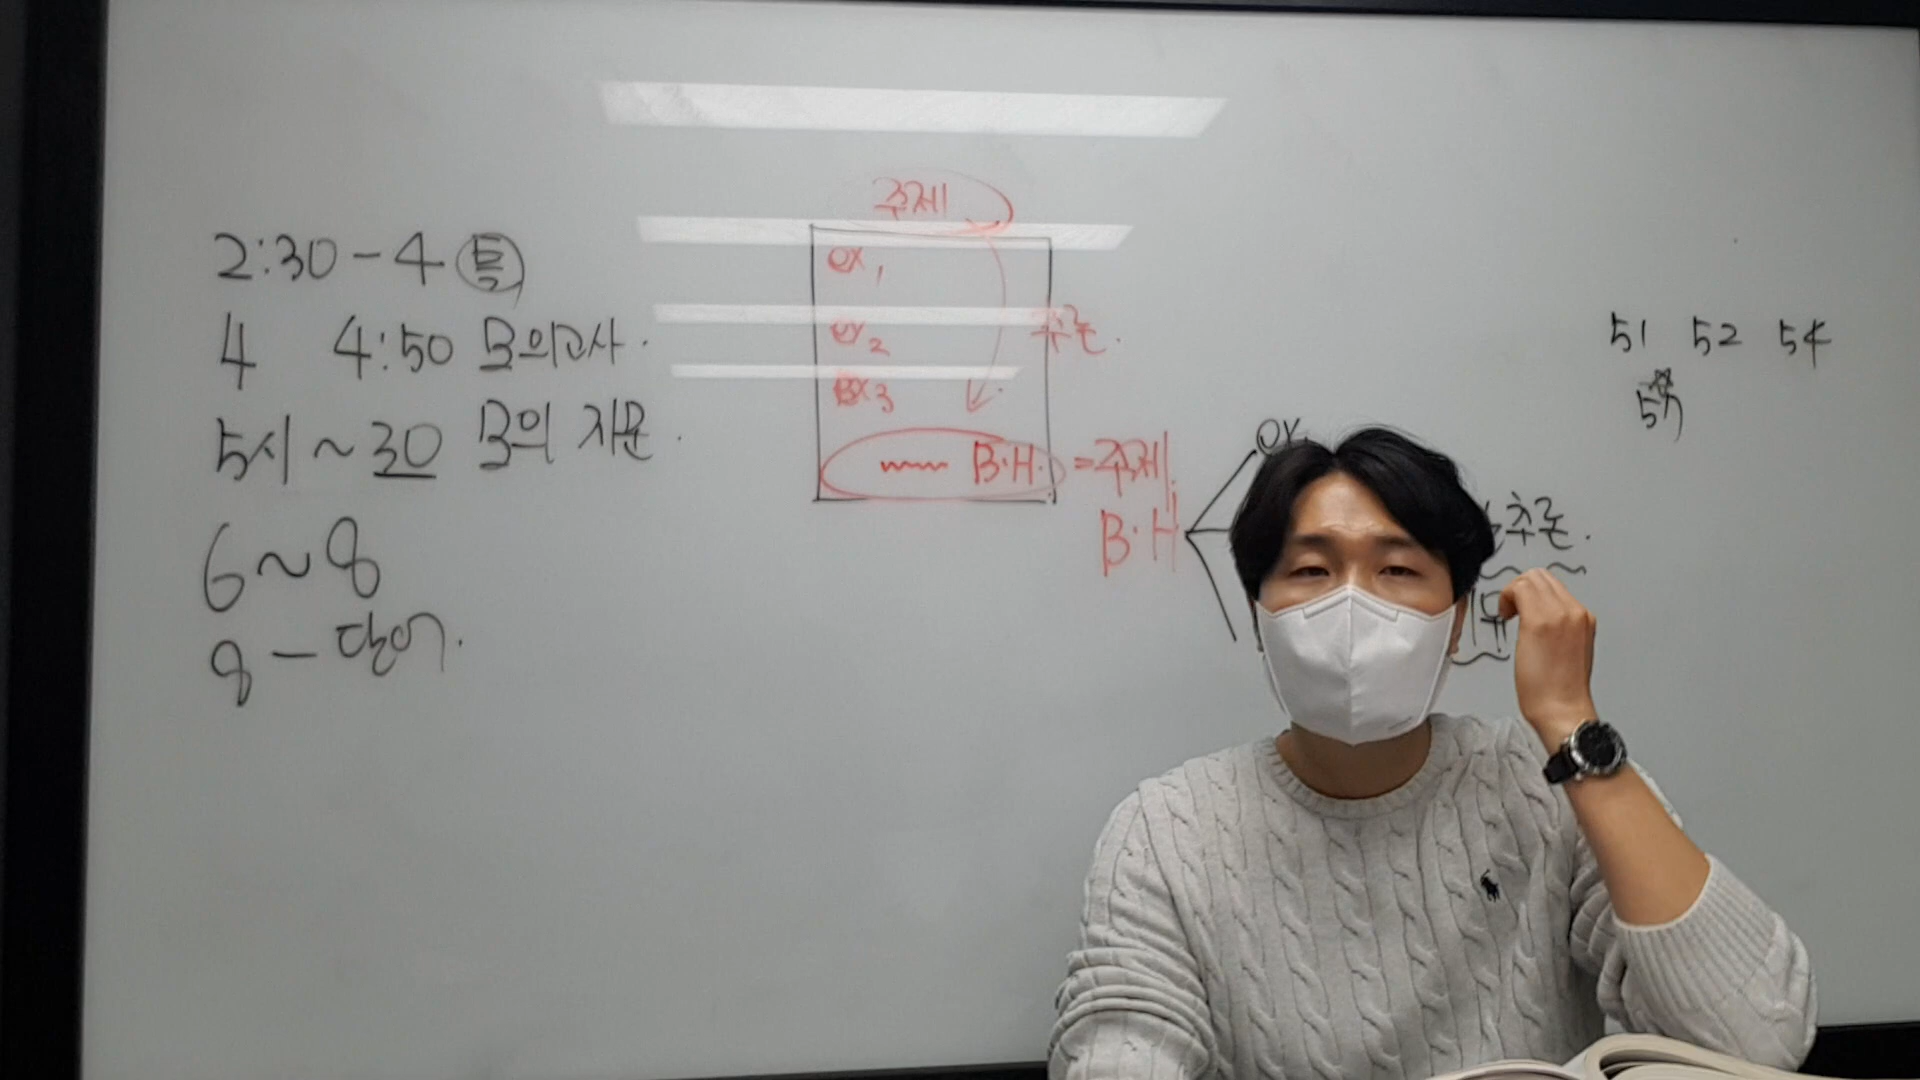 2:30-4 특
4 4:50 모의고사.
5시~30 모의 지문.
6~8
8-단어.
주제
ex1
ex2
ex3
추론.
B.H. =주제.
B.H
ex
추론.
51 52 54
57